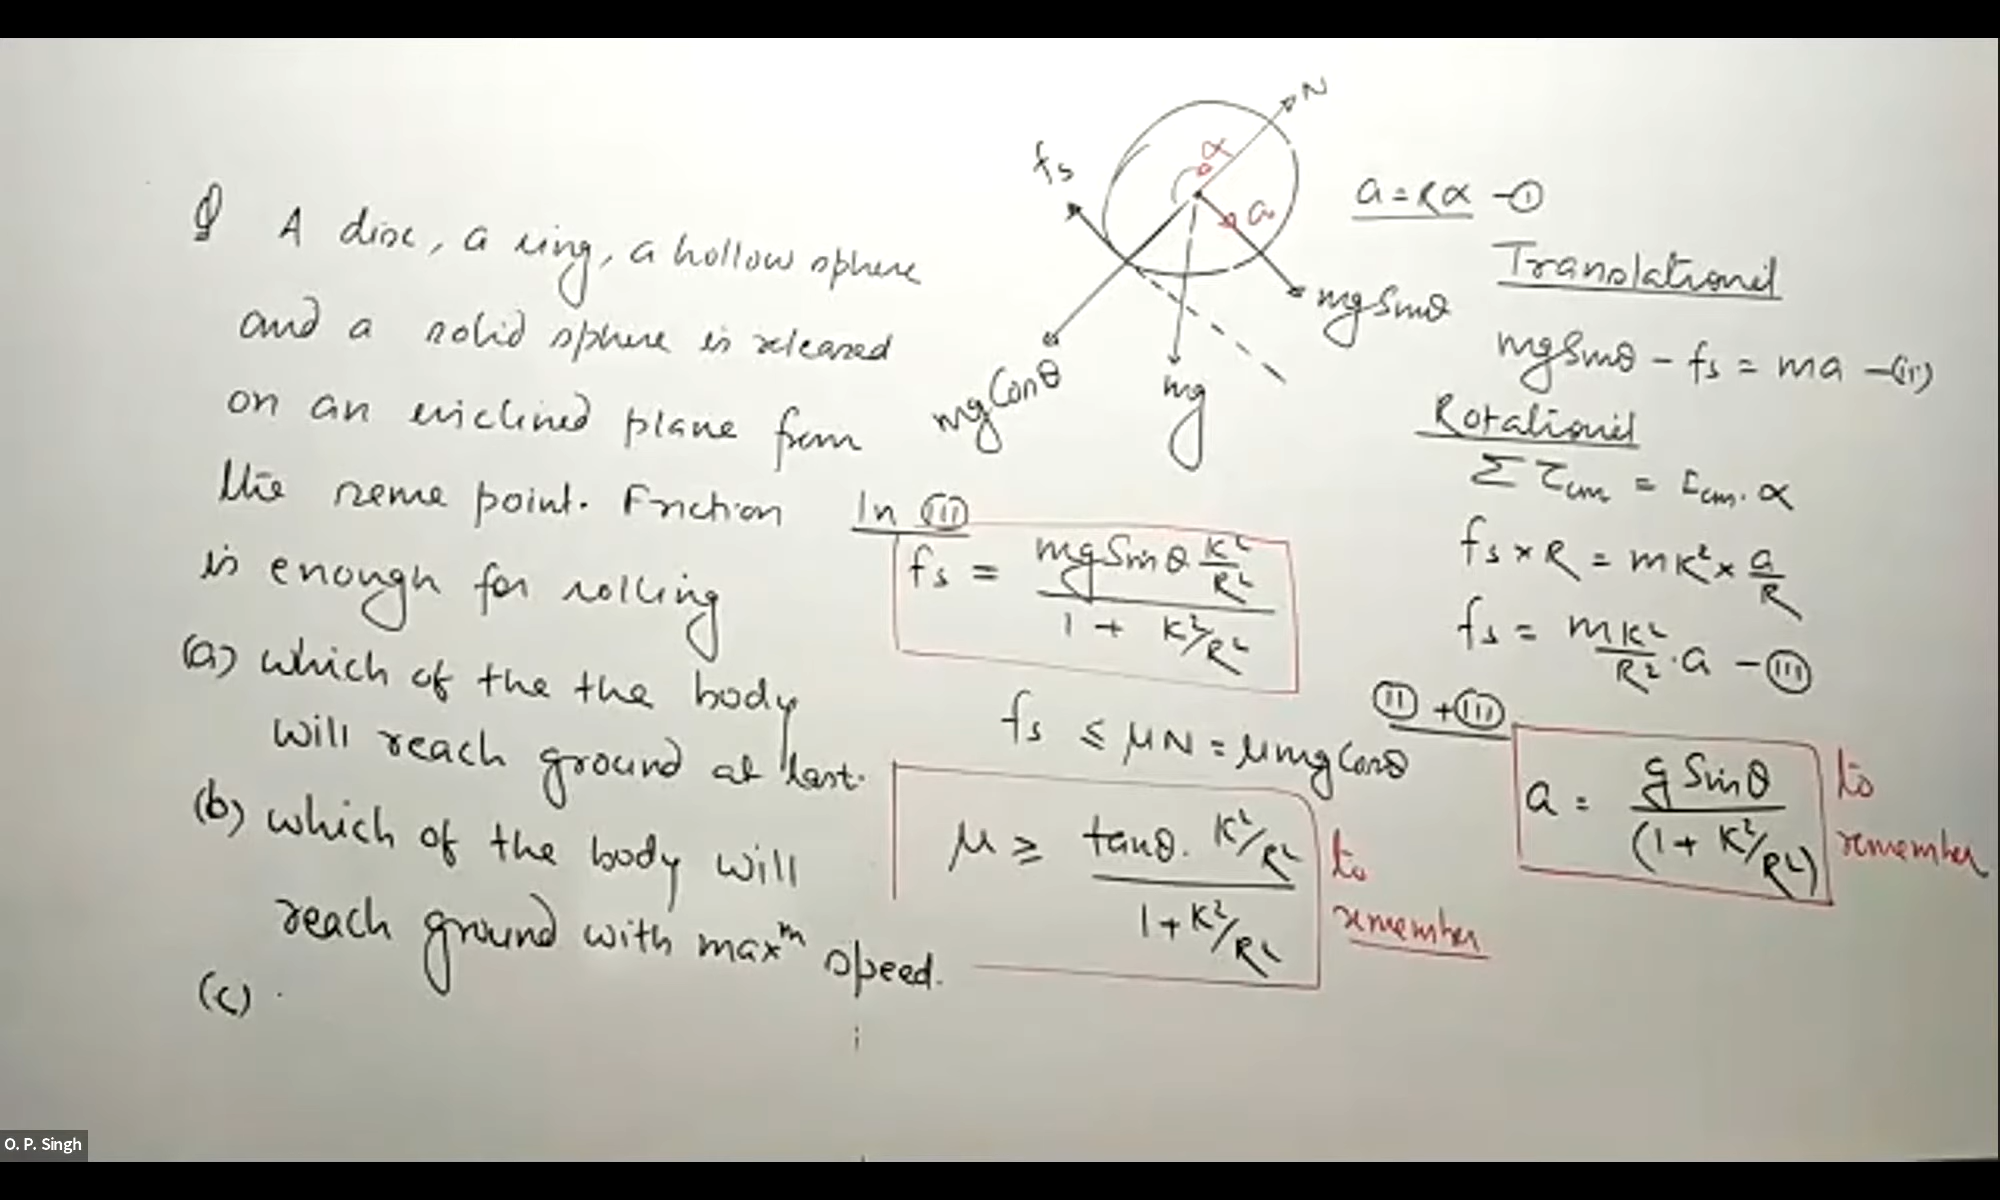 Q A disc, a ring, a hollow sphere
and a solid sphere is released
on an inclined plane from
the same point. Friction
is enough for rolling
(a) which of the the body
will reach ground at last.
(b) which of the body will
reach ground with maxᵐ speed.
(c) .
N
α
fs
a
mg Sinθ
mg Cosθ
mg
a = Rα -①
Translational
mg Sinθ - fs = ma -(ii)
Rotational
Σ τcm = Icm. α
fs × R = mK² × a/R
fs = mK²/R² . a - (III)
(II) + (III)
a = g Sinθ / (1 + K²/R²)
to
remember
In (III)
fs = mg Sinθ K²/R² / 1 + K²/R²
fs ≤ μN = μmg Cosθ
μ ≥ tanθ. K²/R² / 1 + K²/R²
to
remember
O. P. Singh